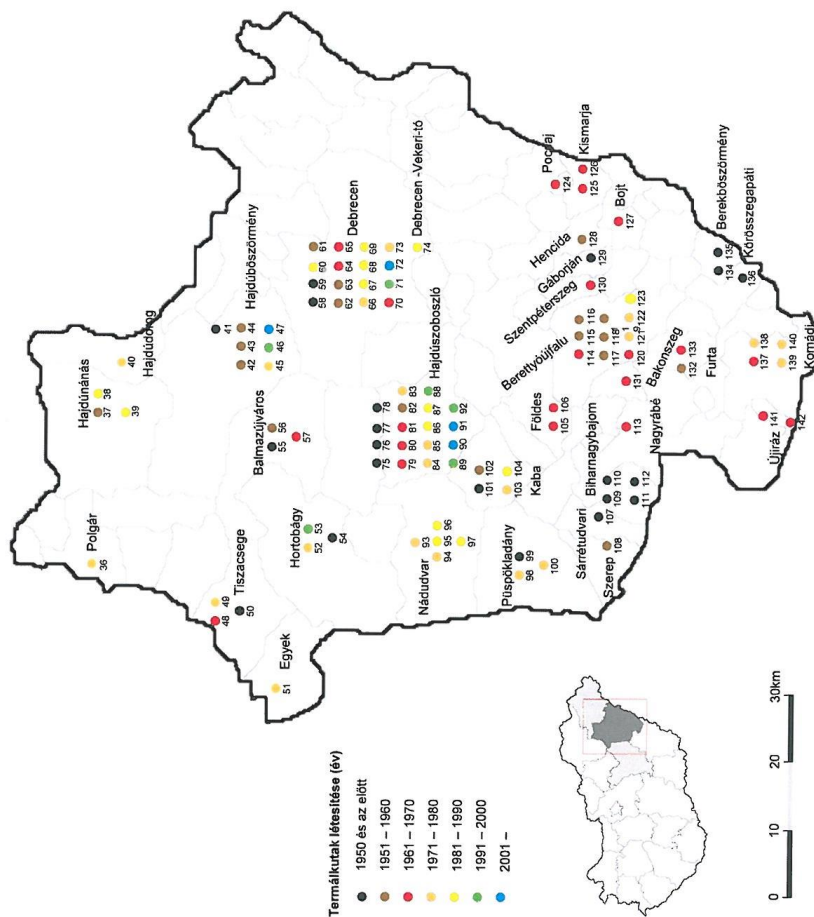 Termálkutak létesítése (év)
1950 és az előtt
1951 – 1960
1961 – 1970
1971 – 1980
1981 – 1990
1991 – 2000
2001 –
0 10 20 30km
Polgár
36
Hajdúnánás
37 38
39
Hajdúdorog
40
Tiszacsege
48 49
50
Egyek
51
Hajdúböszörmény
41
42 43 44
45 46 47
Balmazújváros
55 56
57
Hortobágy
52 53
54
Debrecen
58 59 60 61
62 63 64 65
66 67 68 69
70 71 72 73
Debrecen -Vekeri-tó
74
Hajdúszoboszló
75 76 77 78
79 80 81 82 83
84 85 86 87 88
89 90 91 92
Nádudvar
93
94 95 96
97
Kaba
101 102
103 104
Püspökladány
98 99
100
Földes
105 106
Sárrétudvari
107
Szerep
108
Biharnagybajom
109 110
111 112
Nagyrábé
113
Berettyóújfalu
114 115 116
117 118
120 121 122 123
Szentpéterszeg
130
Gáborján
129
Hencida
128
Pocsaj
124
Kismarja
125 126
Bojt
127
Bakonszeg
131
Furta
132 133
Berekböszörmény
134 135
Körösszegapáti
136
Komádi
137 138
139 140
Újiráz
141
142